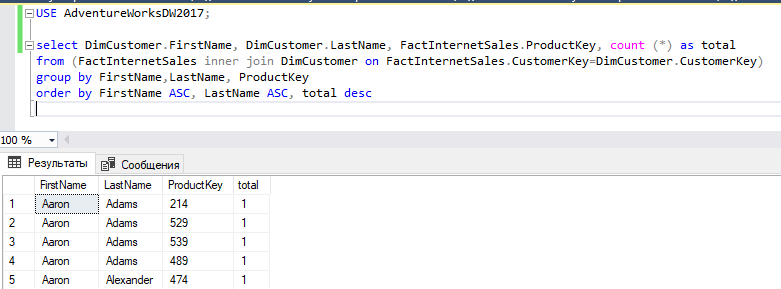 USE AdventureWorksDW2017;
select DimCustomer.FirstName, DimCustomer.LastName, FactInternetSales.ProductKey, count (*) as total
from (FactInternetSales inner join DimCustomer on FactInternetSales.CustomerKey=DimCustomer.CustomerKey)
group by FirstName,LastName, ProductKey
order by FirstName ASC, LastName ASC, total desc
100 %
Результаты Сообщения
FirstName LastName ProductKey total
1 Aaron Adams 214 1
2 Aaron Adams 529 1
3 Aaron Adams 539 1
4 Aaron Adams 489 1
5 Aaron Alexander 474 1